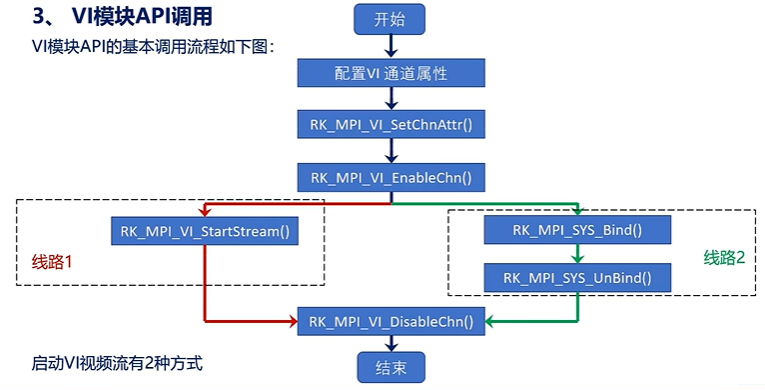 3、 VI模块API调用
VI模块API的基本调用流程如下图：
开始
配置VI 通道属性
RK_MPI_VI_SetChnAttr()
RK_MPI_VI_EnableChn()
RK_MPI_VI_StartStream()
线路1
RK_MPI_SYS_Bind()
RK_MPI_SYS_UnBind()
线路2
RK_MPI_VI_DisableChn()
启动VI视频流有2种方式
结束